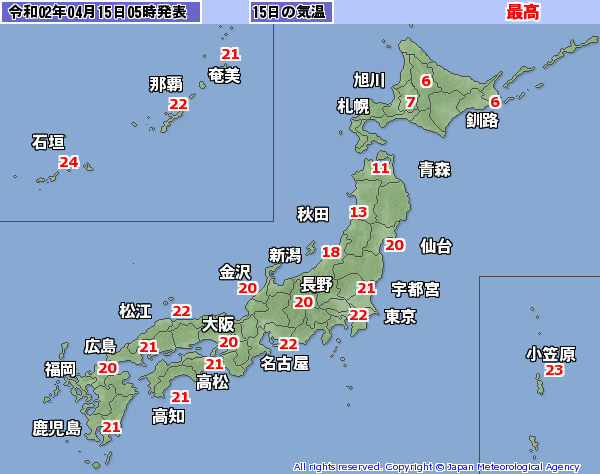 令和02年04月15日05時発表
15日の気温
最高
21
奄美
那覇
22
石垣
24
旭川
6
7
6
札幌
釧路
11
青森
秋田
13
20
仙台
新潟
18
金沢
20
長野
20
21
宇都宮
松江
22
大阪
20
22
東京
広島
21
22
名古屋
小笠原
23
福岡
20
21
高松
21
高知
鹿児島
21
All rights reserved. Copyright © Japan Meteorological Agency